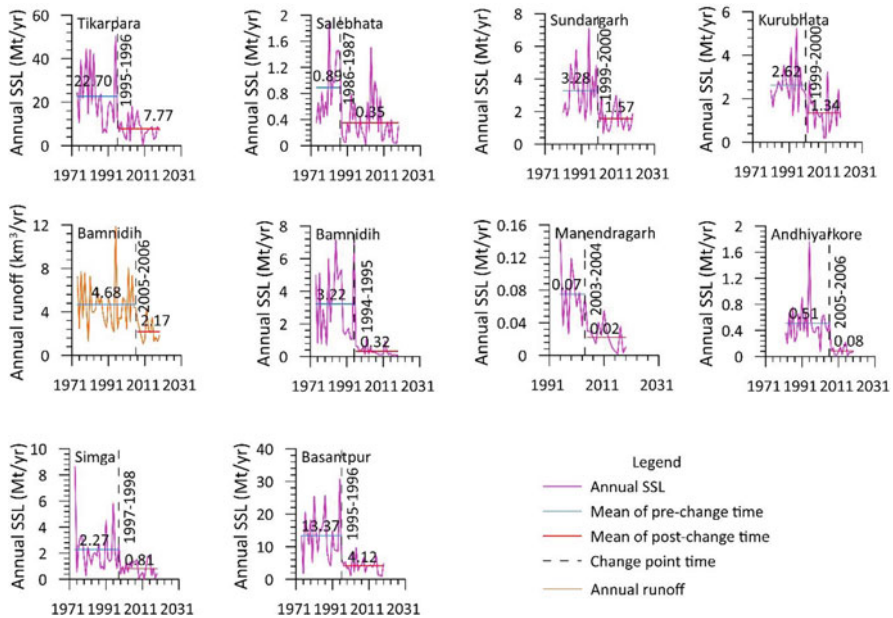 Tikarpara
Annual SSL (Mt/yr)
60
40
20
0
22.70
1995-1996
7.77
1971 1991 2011 2031
Salebhata
Annual SSL (Mt/yr)
2
1.6
1.2
0.8
0.4
0
0.89
1986-1987
0.35
1971 1991 2011 2031
Sundargarh
Annual SSL (Mt/yr)
8
6
4
2
0
3.28
1999-2000
1.57
1971 1991 2011 2031
Kurubhata
Annual SSL (Mt/yr)
6
4
2
0
2.62
1999-2000
1.34
1971 1991 2011 2031
Bamnidih
Annual runoff (km³/yr)
12
8
4
0
4.68
2005-2006
2.17
1971 1991 2011 2031
Bamnidih
Annual SSL (Mt/yr)
8
6
4
2
0
3.22
1994-1995
0.32
1971 1991 2011 2031
Manendragarh
Annual SSL (Mt/yr)
0.16
0.12
0.08
0.04
0
0.07
2003-2004
0.02
1991 2011 2031
Andhiyarkore
Annual SSL (Mt/yr)
2
1.6
1.2
0.8
0.4
0
0.51
2005-2006
0.08
1971 1991 2011 2031
Simga
Annual SSL (Mt/yr)
10
8
6
4
2
0
2.27
1997-1998
0.81
1971 1991 2011 2031
Basantpur
Annual SSL (Mt/yr)
40
30
20
10
0
13.37
1995-1996
4.12
1971 1991 2011 2031
Legend
Annual SSL
Mean of pre-change time
Mean of post-change time
Change point time
Annual runoff